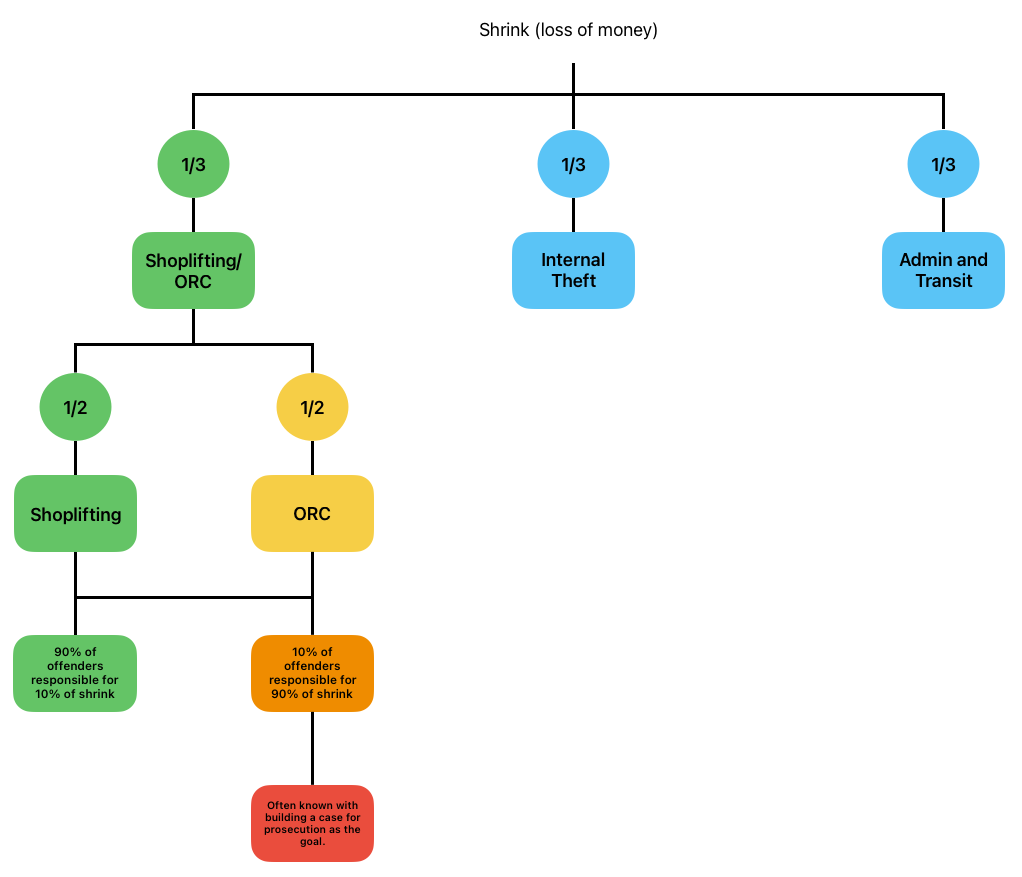 Shrink (loss of money)
1/3
1/3
1/3
Shoplifting/
ORC
Internal
Theft
Admin and
Transit
1/2
1/2
Shoplifting
ORC
90% of
offenders
responsible for
10% of shrink
10% of
offenders
responsible for
90% of shrink
Often known with
building a case for
prosecution as the
goal.